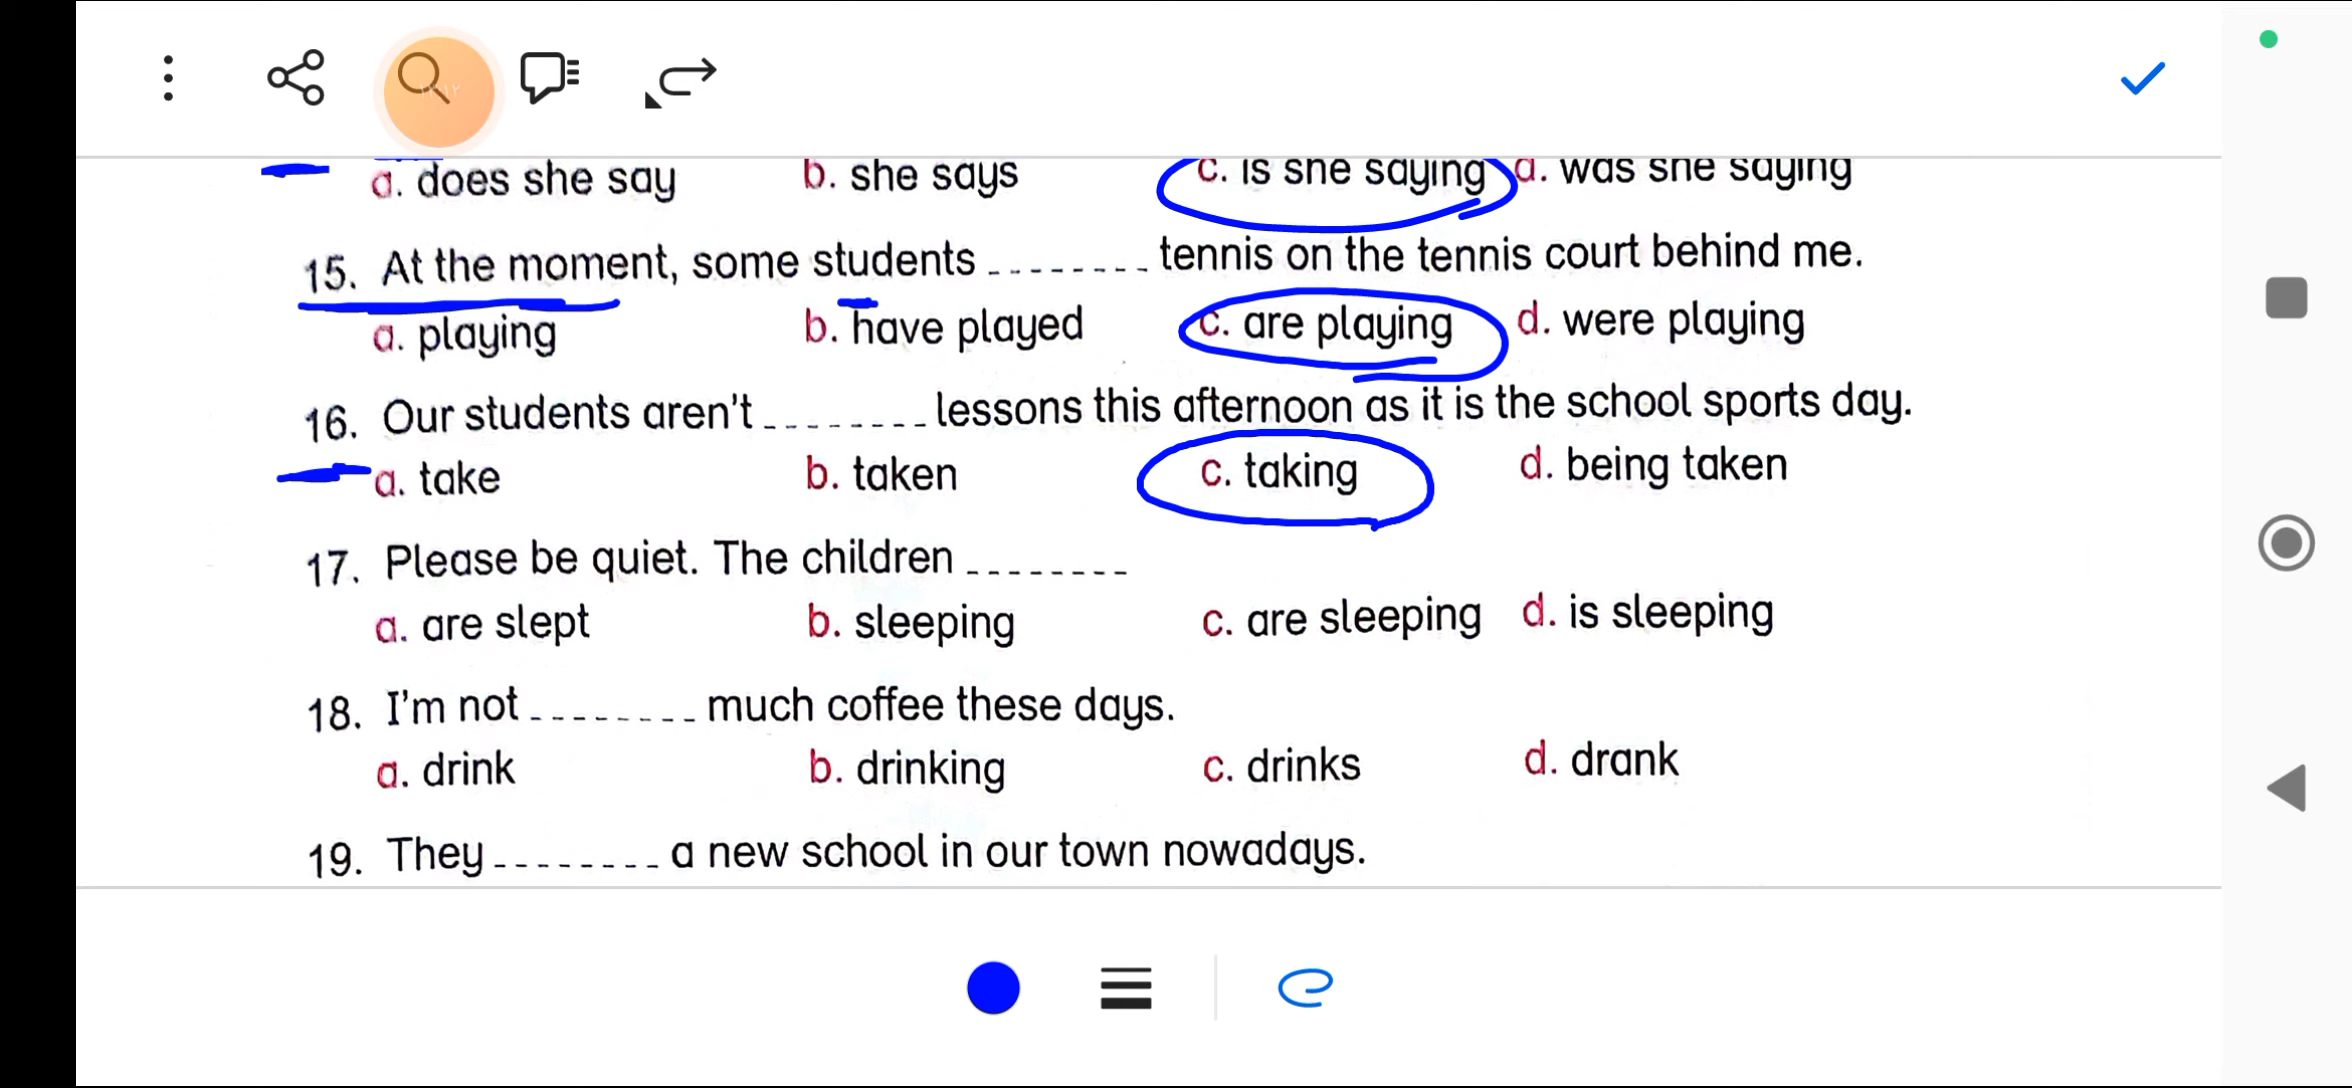 a. does she say b. she says c. is she saying d. was she saying
15. At the moment, some students -------- tennis on the tennis court behind me.
a. playing b. have played c. are playing d. were playing
16. Our students aren't -------- lessons this afternoon as it is the school sports day.
a. take b. taken c. taking d. being taken
17. Please be quiet. The children --------
a. are slept b. sleeping c. are sleeping d. is sleeping
18. I'm not -------- much coffee these days.
a. drink b. drinking c. drinks d. drank
19. They -------- a new school in our town nowadays.